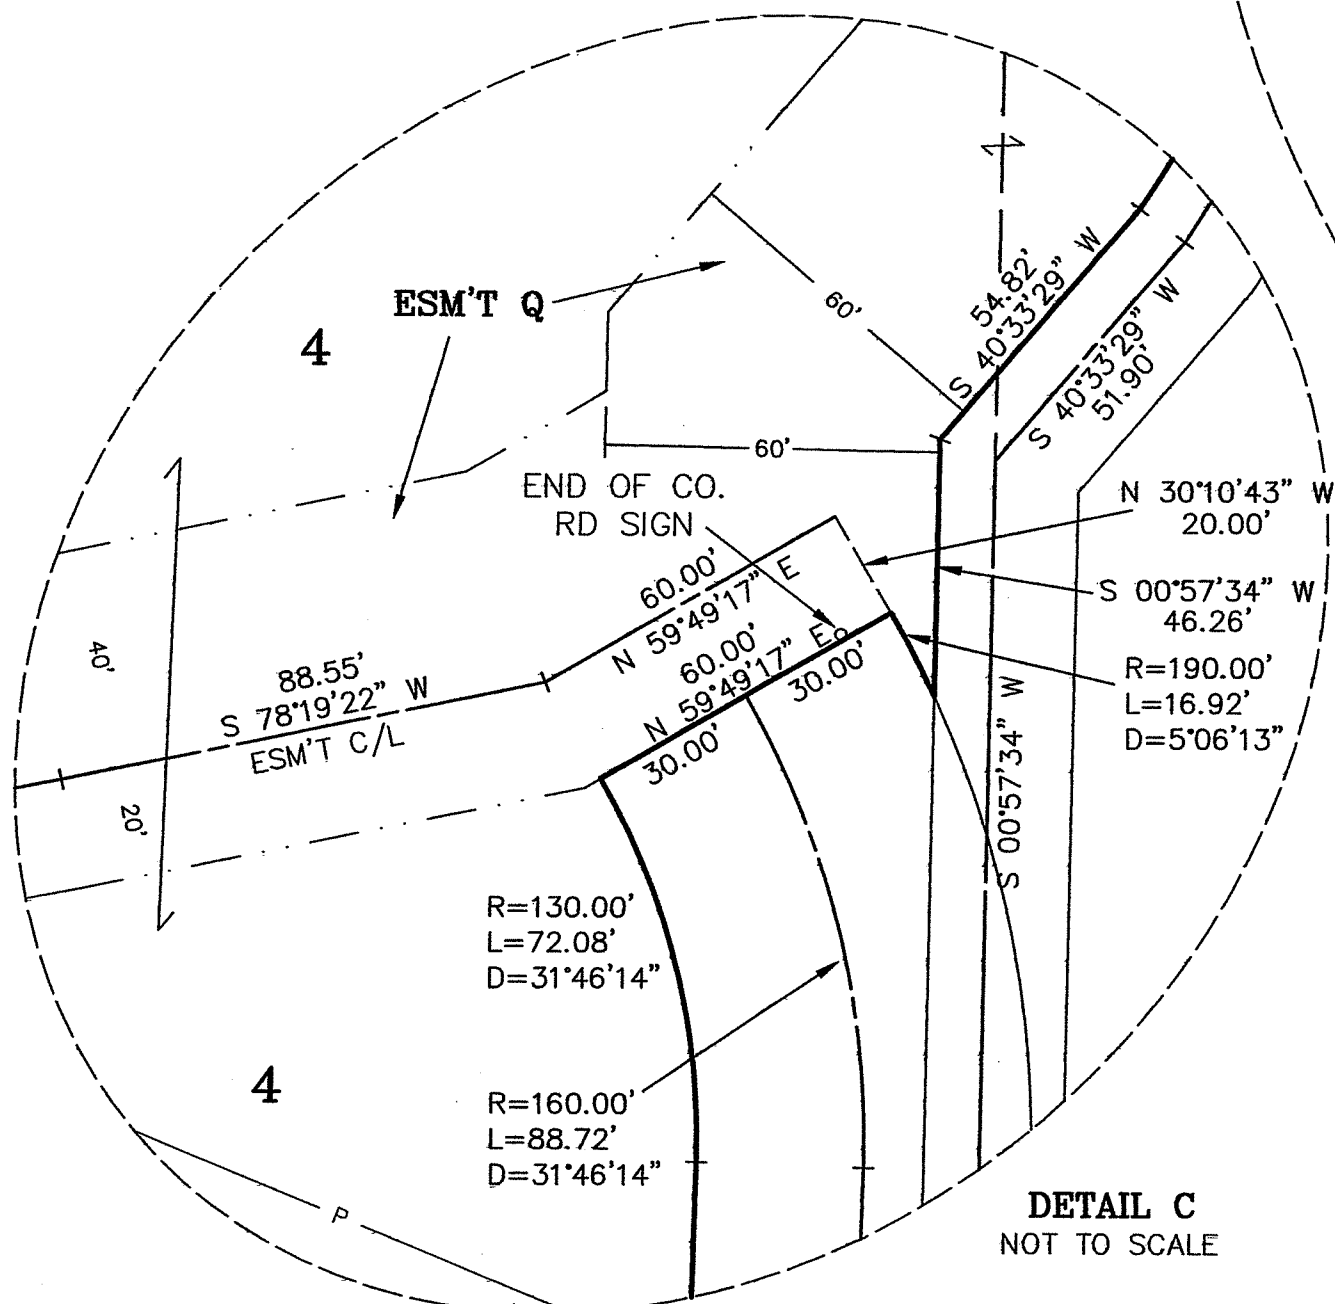 54.82'
S 40°33'29" W
S 40°33'29" W
51.90'
60'
ESM'T Q
4
60'
END OF CO.
RD SIGN
N 30°10'43" W
20.00'
60.00'
N 59°49'17" E
S 00°57'34" W
46.26'
60.00'
N 59°49'17" E
30.00'
30.00'
R=190.00'
L=16.92'
D=5°06'13"
40'
88.55'
S 78°19'22" W
ESM'T C/L
20'
S 00°57'34" W
R=130.00'
L=72.08'
D=31°46'14"
4
R=160.00'
L=88.72'
D=31°46'14"
P
DETAIL C
NOT TO SCALE